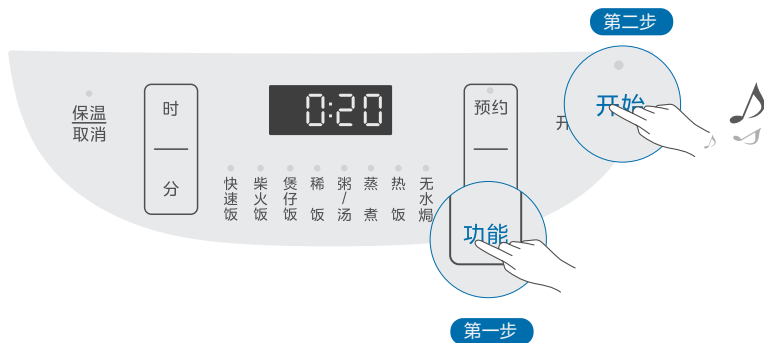 第二步
保温
取消
时
分
0:20
预约
开
开始
快速饭
柴火饭
煲仔饭
稀饭
粥/汤
蒸煮
热饭
无水焗
功能
第一步